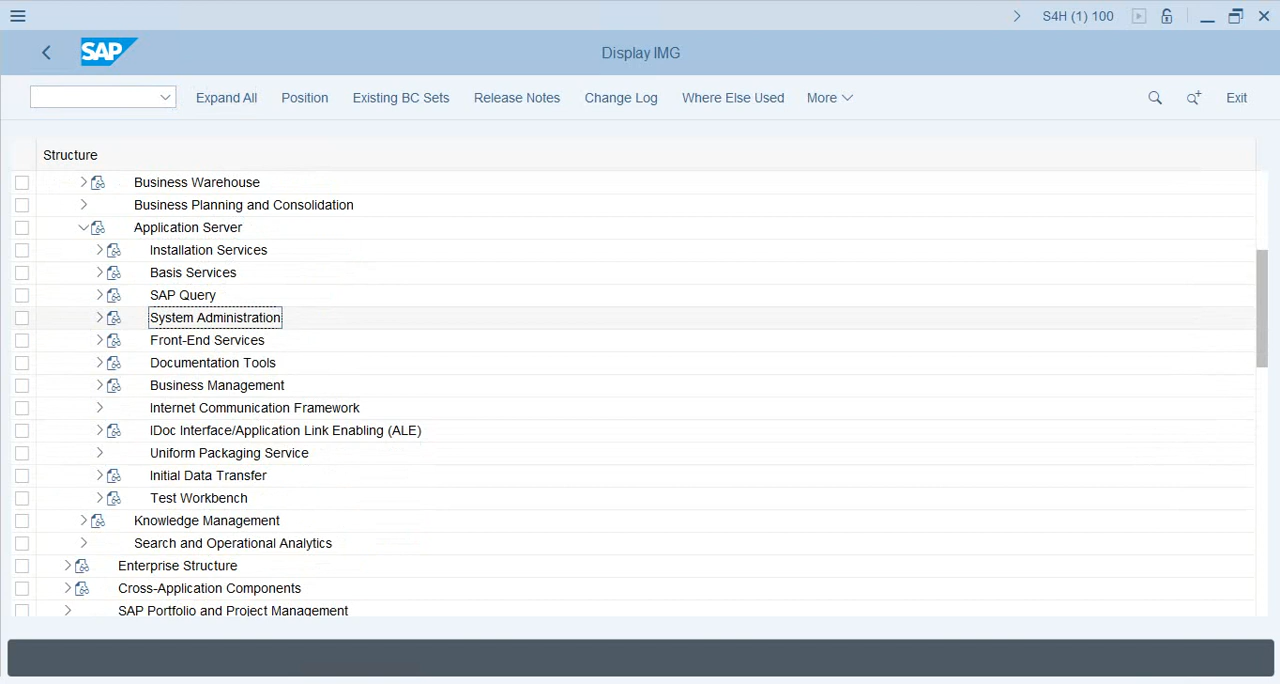 S4H (1) 100
SAP
Display IMG
Expand All Position Existing BC Sets Release Notes Change Log Where Else Used More Exit
Structure
Business Warehouse
Business Planning and Consolidation
Application Server
Installation Services
Basis Services
SAP Query
System Administration
Front-End Services
Documentation Tools
Business Management
Internet Communication Framework
IDoc Interface/Application Link Enabling (ALE)
Uniform Packaging Service
Initial Data Transfer
Test Workbench
Knowledge Management
Search and Operational Analytics
Enterprise Structure
Cross-Application Components
SAP Portfolio and Project Management